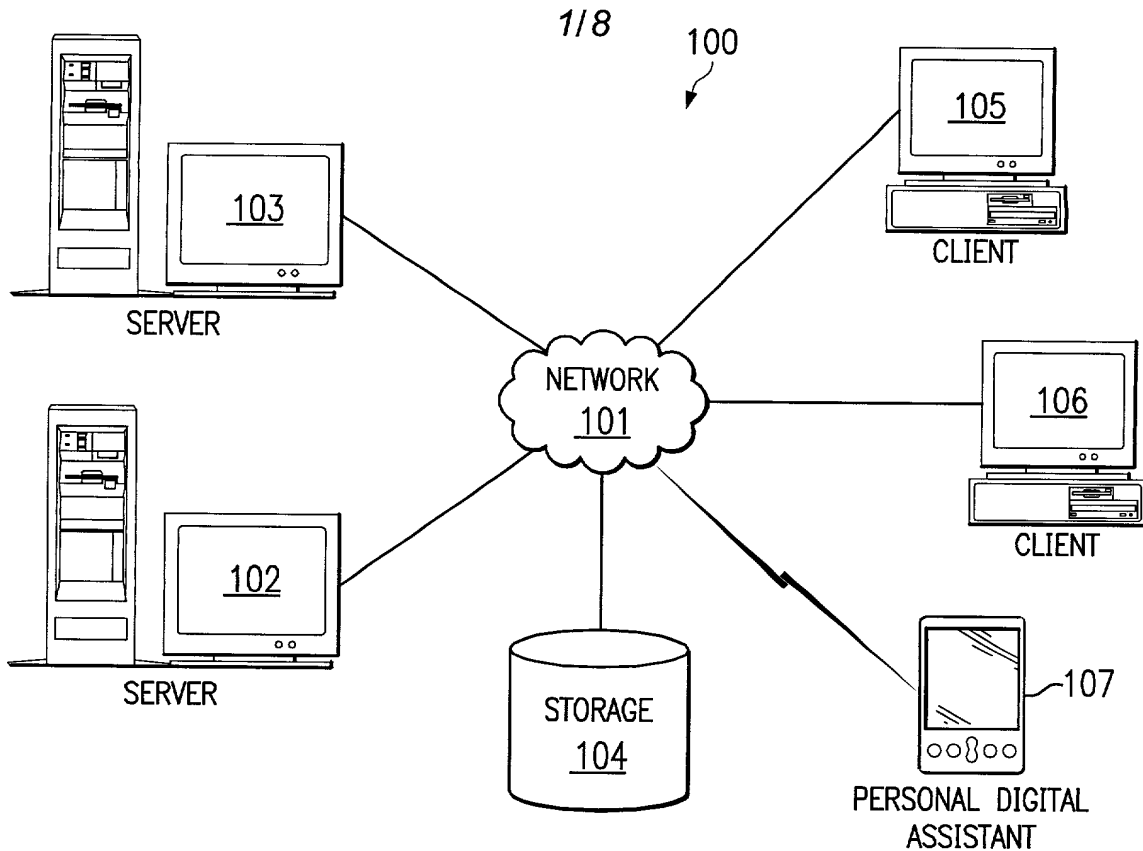 1/8
100
103
SERVER
105
CLIENT
NETWORK
101
106
CLIENT
102
SERVER
STORAGE
104
107
PERSONAL DIGITAL
ASSISTANT